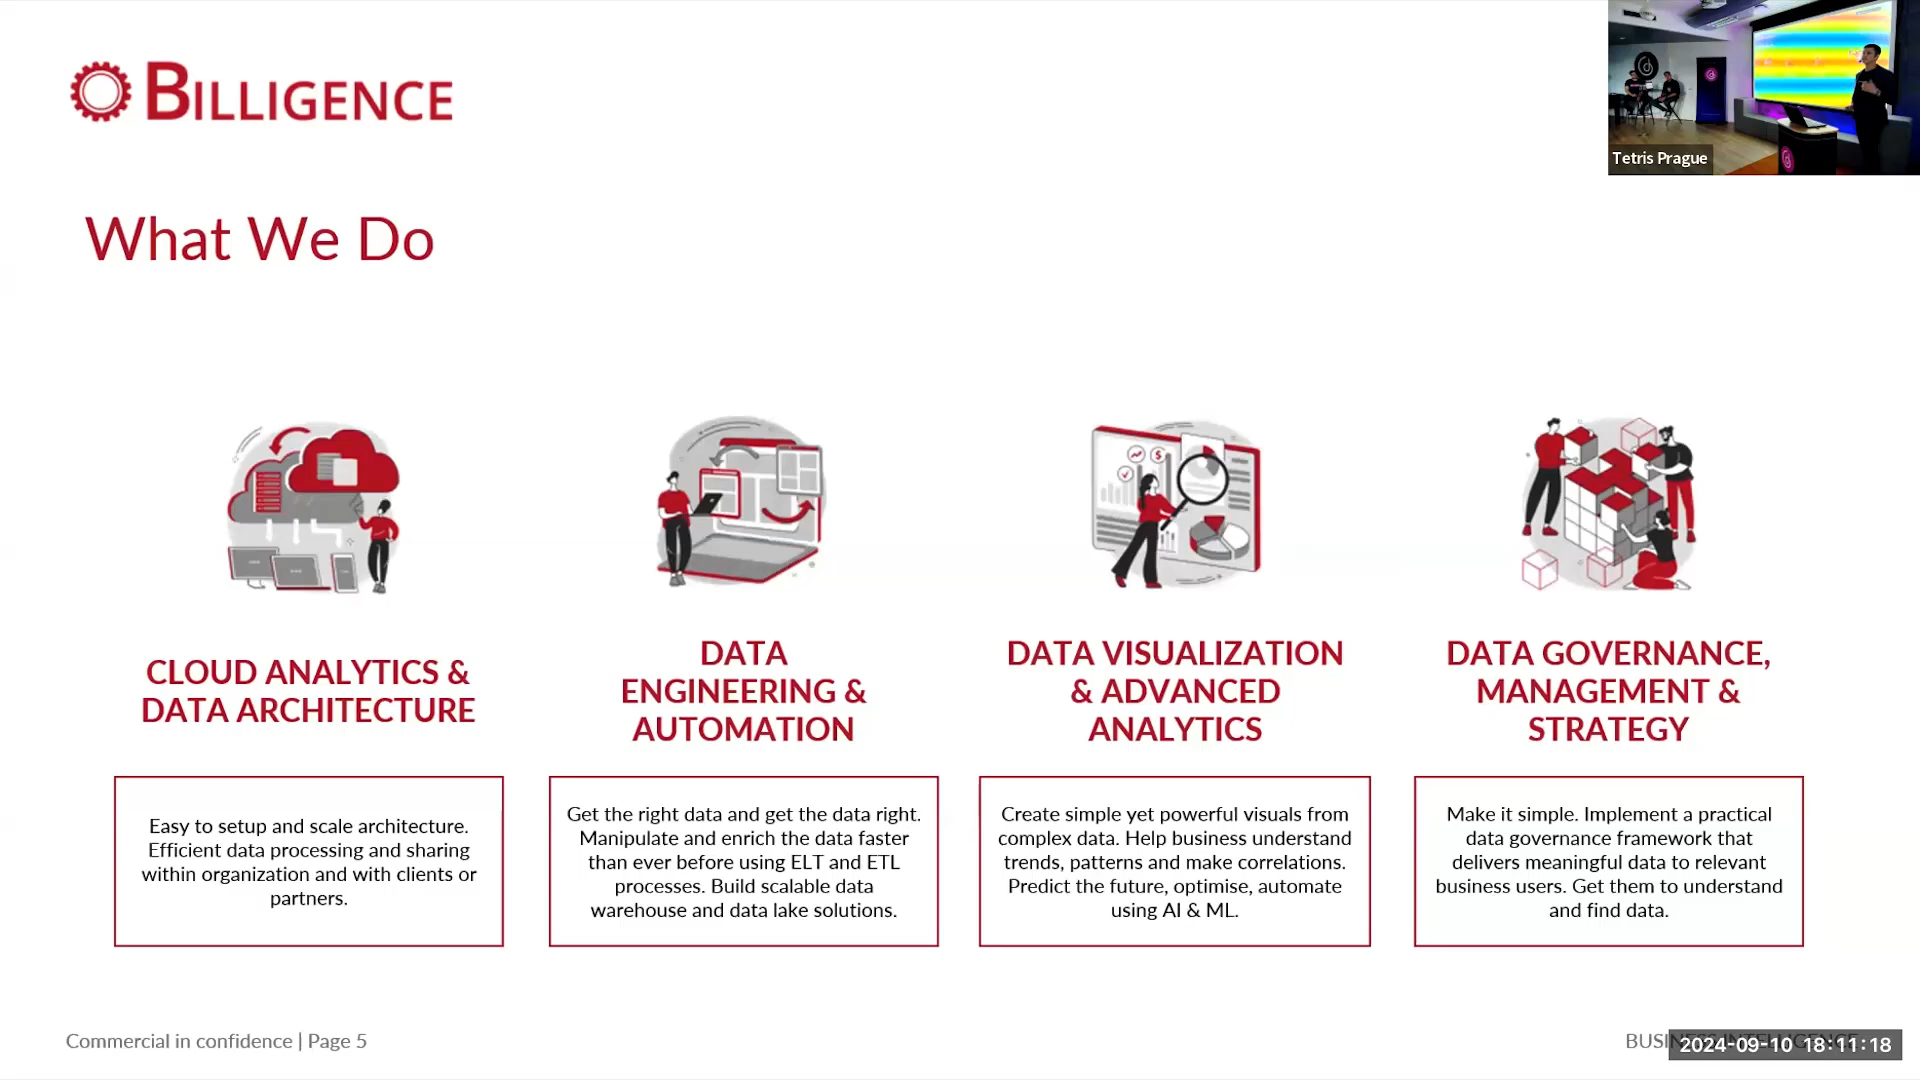 BILLIGENCE
Tetris Prague
What We Do
CLOUD ANALYTICS &
DATA ARCHITECTURE
Easy to setup and scale architecture.
Efficient data processing and sharing
within organization and with clients or
partners.
DATA
ENGINEERING &
AUTOMATION
Get the right data and get the data right.
Manipulate and enrich the data faster
than ever before using ELT and ETL
processes. Build scalable data
warehouse and data lake solutions.
DATA VISUALIZATION
& ADVANCED
ANALYTICS
Create simple yet powerful visuals from
complex data. Help business understand
trends, patterns and make correlations.
Predict the future, optimise, automate
using AI & ML.
DATA GOVERNANCE,
MANAGEMENT &
STRATEGY
Make it simple. Implement a practical
data governance framework that
delivers meaningful data to relevant
business users. Get them to understand
and find data.
Commercial in confidence | Page 5
BUSINESS INTELLIGENCE
2024-09-10 18:11:18